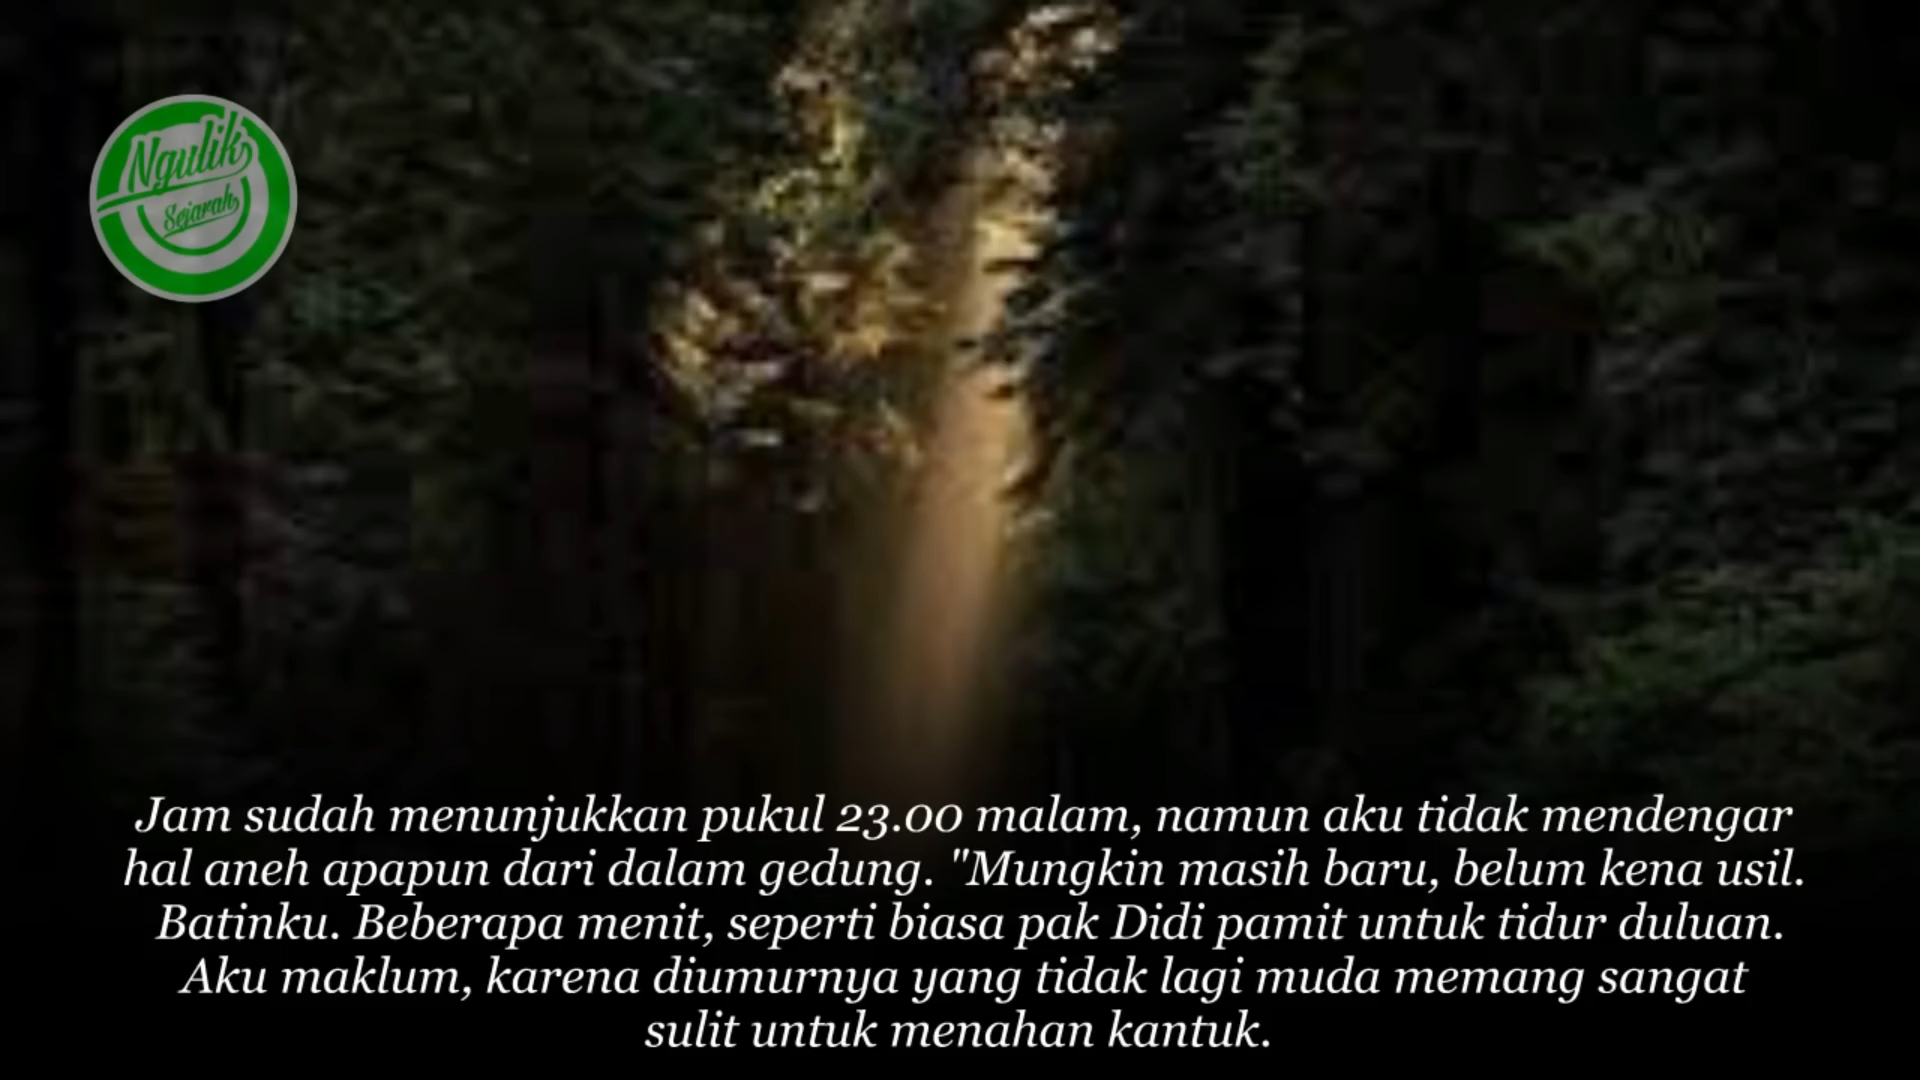 Ngulik
Sejarah
Jam sudah menunjukkan pukul 23.00 malam, namun aku tidak mendengar
hal aneh apapun dari dalam gedung. "Mungkin masih baru, belum kena usil.
Batinku. Beberapa menit, seperti biasa pak Didi pamit untuk tidur duluan.
Aku maklum, karena diumurnya yang tidak lagi muda memang sangat
sulit untuk menahan kantuk.